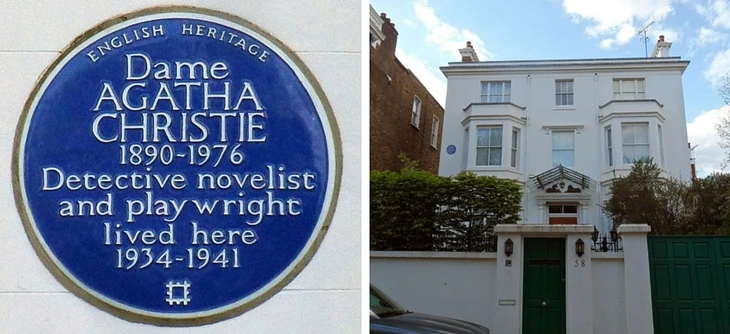 ENGLISH HERITAGE
Dame
AGATHA
CHRISTIE
1890-1976
Detective novelist
and playwright
lived here
1934-1941
58